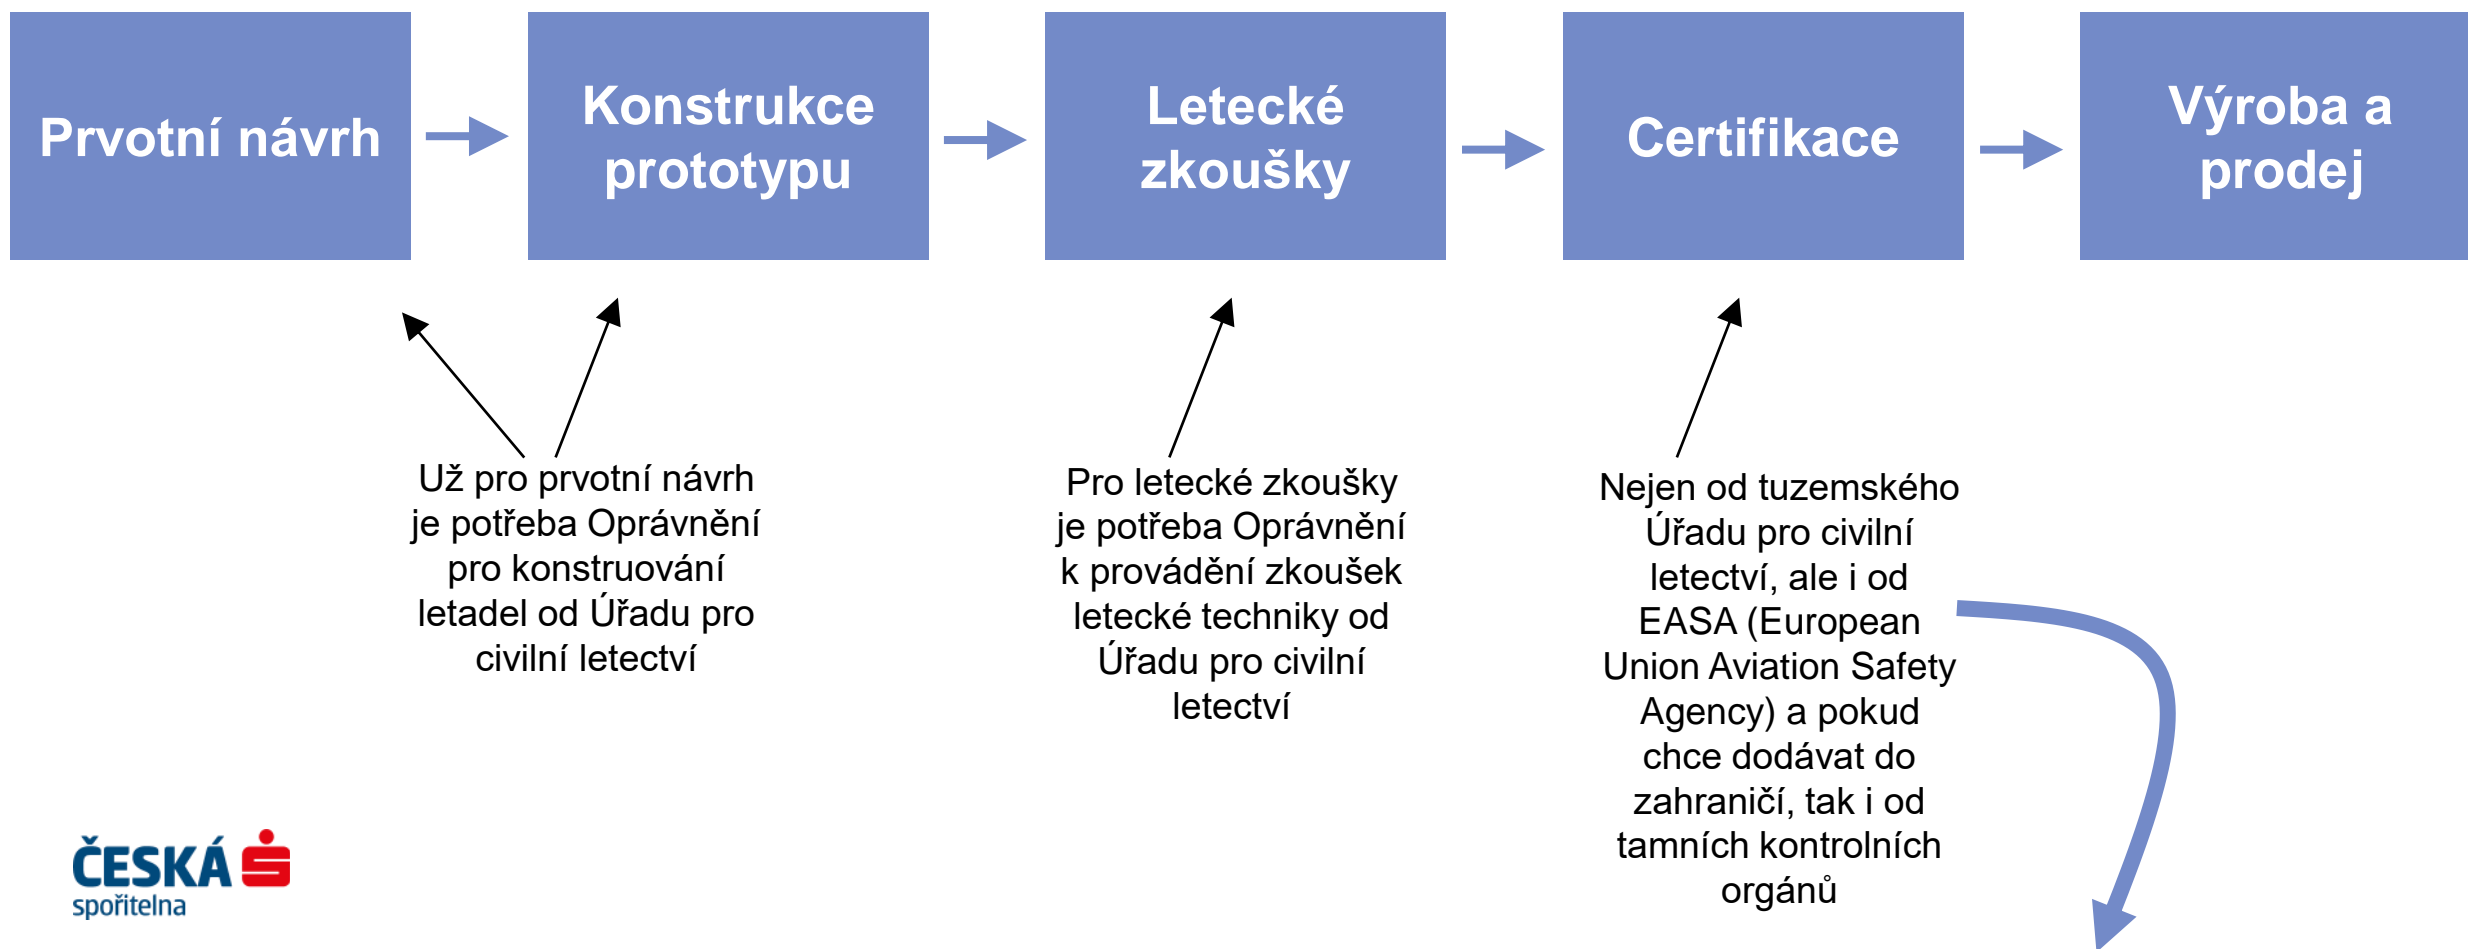 Prvotní návrh
Konstrukce
prototypu
Letecké
zkoušky
Certifikace
Výroba a
prodej
Už pro prvotní návrh
je potřeba Oprávnění
pro konstruování
letadel od Úřadu pro
civilní letectví
Pro letecké zkoušky
je potřeba Oprávnění
k provádění zkoušek
letecké techniky od
Úřadu pro civilní
letectví
Nejen od tuzemského
Úřadu pro civilní
letectví, ale i od
EASA (European
Union Aviation Safety
Agency) a pokud
chce dodávat do
zahraničí, tak i od
tamních kontrolních
orgánů
ČESKÁ
spořitelna